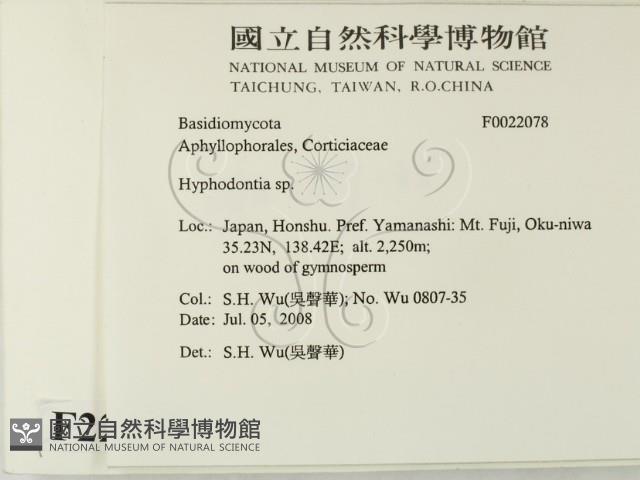 國立自然科學博物館
NATIONAL MUSEUM OF NATURAL SCIENCE
TAICHUNG, TAIWAN, R.O.CHINA
Basidiomycota F0022078
Aphyllophorales, Corticiaceae
Hyphodontia sp.
Loc.: Japan, Honshu. Pref. Yamanashi: Mt. Fuji, Oku-niwa
35.23N, 138.42E; alt. 2,250m;
on wood of gymnosperm
Col.: S.H. Wu(吳聲華); No. Wu 0807-35
Date: Jul. 05, 2008
Det.: S.H. Wu(吳聲華)
國立自然科學博物館
NATIONAL MUSEUM OF NATURAL SCIENCE